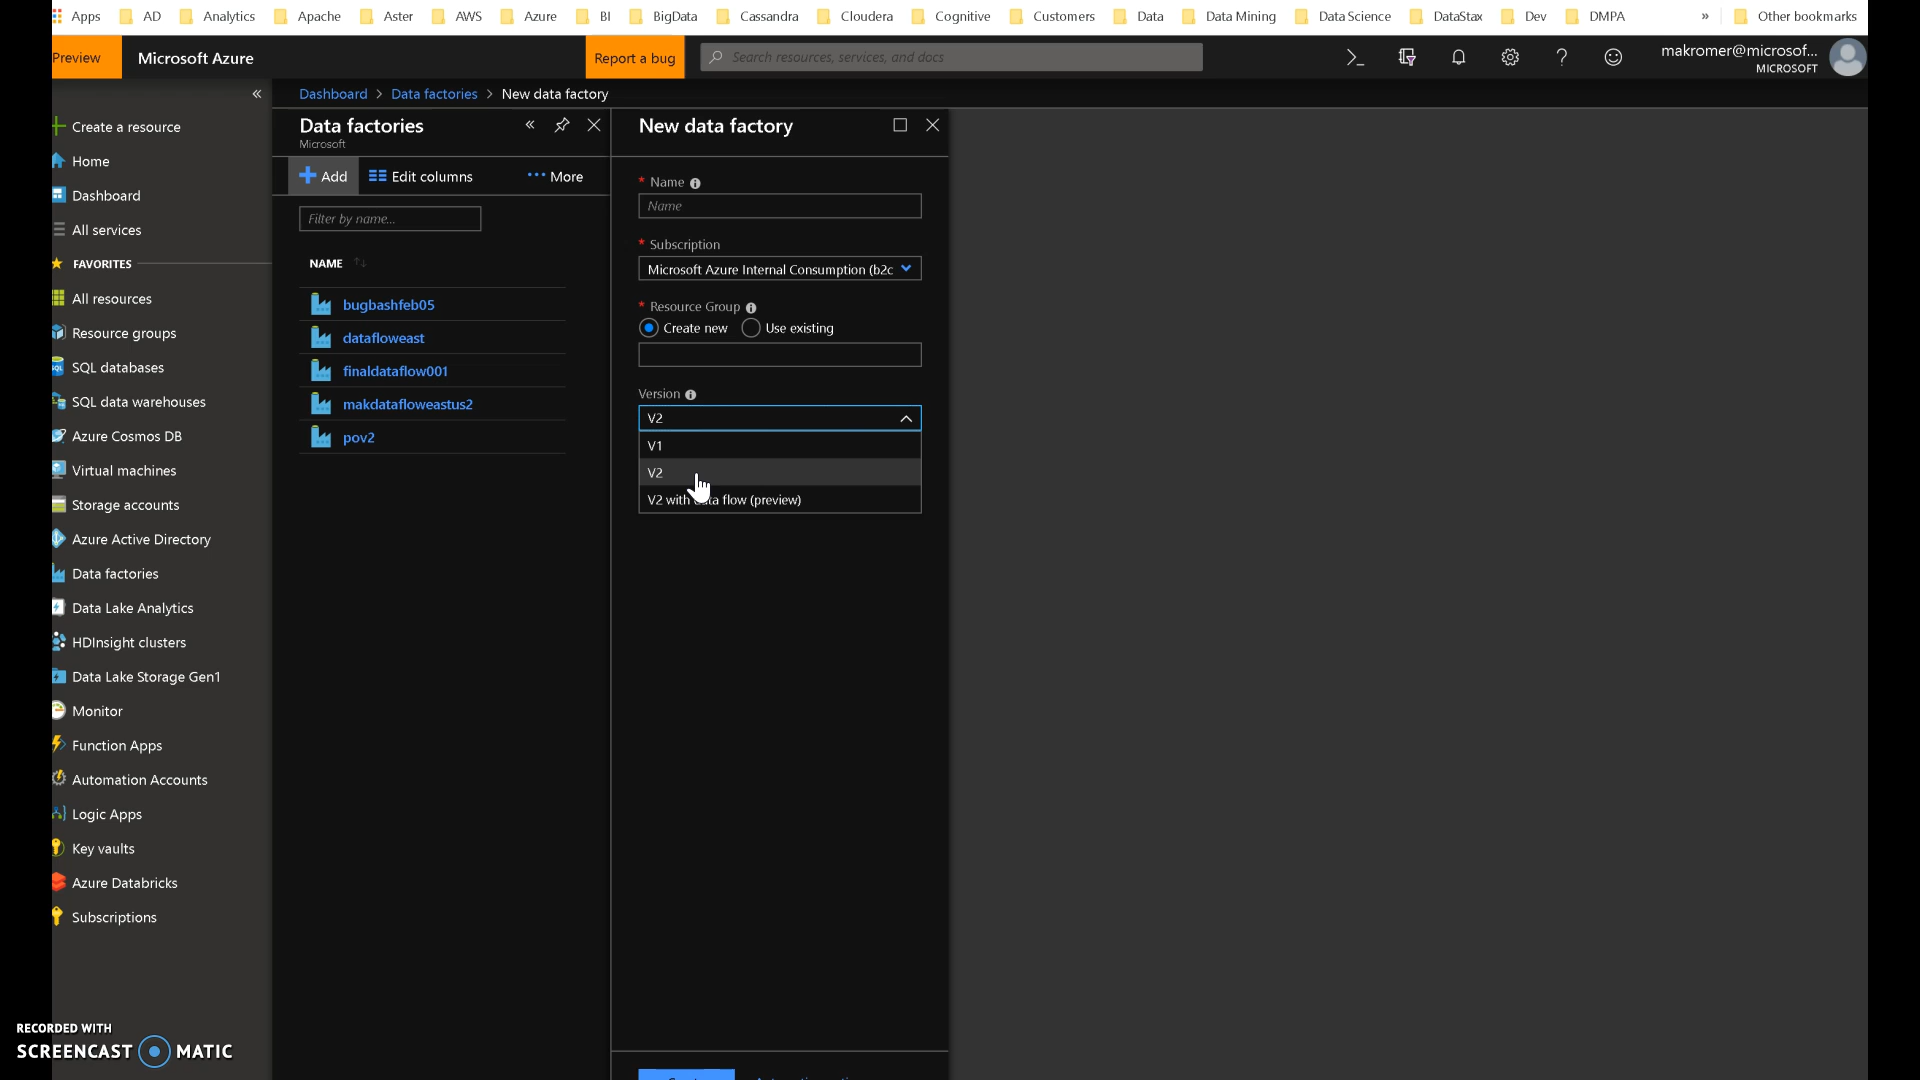 Apps AD Analytics Apache Aster AWS Azure BI BigData Cassandra Cloudera Cognitive Customers Data Data Mining Data Science DataStax Dev DMPA » Other bookmarks
Preview Microsoft Azure Report a bug Search resources, services, and docs makromer@microsof...
MICROSOFT
Dashboard > Data factories > New data factory
Create a resource
Home
Dashboard
All services
FAVORITES
All resources
Resource groups
SQL databases
SQL data warehouses
Azure Cosmos DB
Virtual machines
Storage accounts
Azure Active Directory
Data factories
Data Lake Analytics
HDInsight clusters
Data Lake Storage Gen1
Monitor
Function Apps
Automation Accounts
Logic Apps
Key vaults
Azure Databricks
Subscriptions
Data factories
Microsoft
Add Edit columns ··· More
Filter by name...
NAME
bugbashfeb05
datafloweast
finaldataflow001
makdatafloweastus2
pov2
New data factory
* Name
Name
* Subscription
Microsoft Azure Internal Consumption (b2c
* Resource Group
Create new Use existing
Version
V2
V1
V2
V2 with data flow (preview)
RECORDED WITH
SCREENCAST MATIC